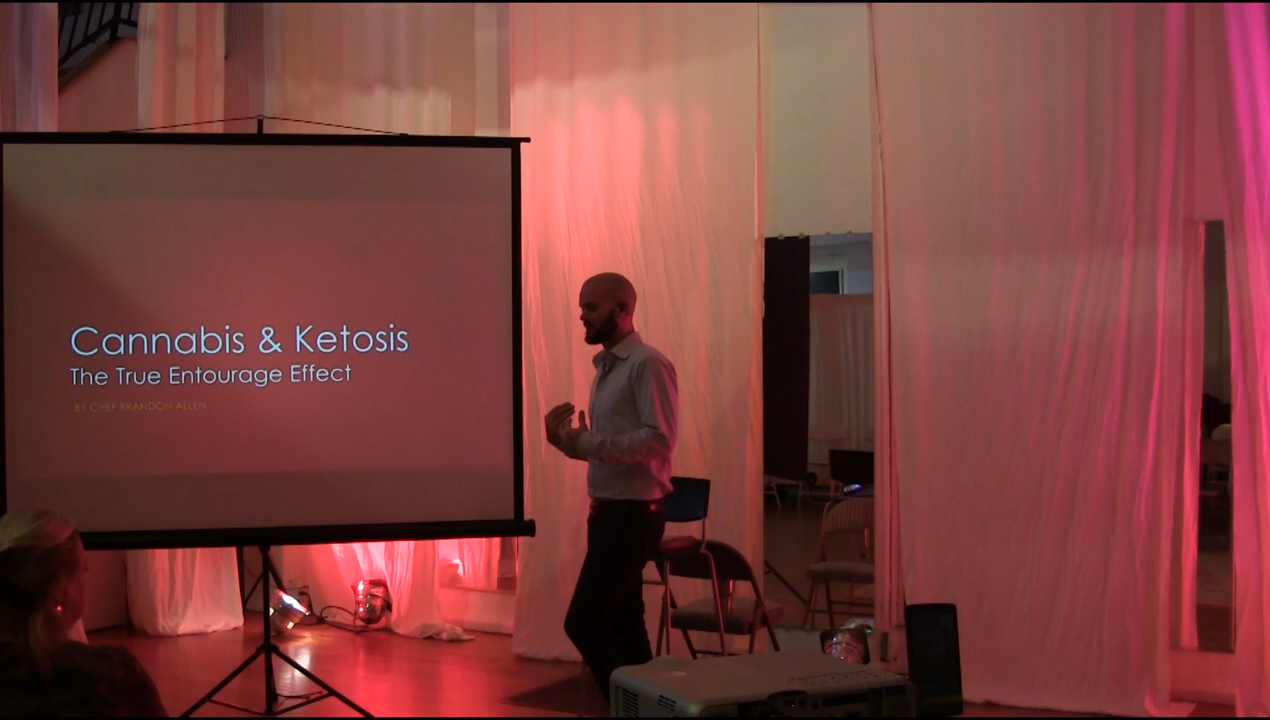 Cannabis & Ketosis
The True Entourage Effect
BY CHEF BRANDON ALLEN